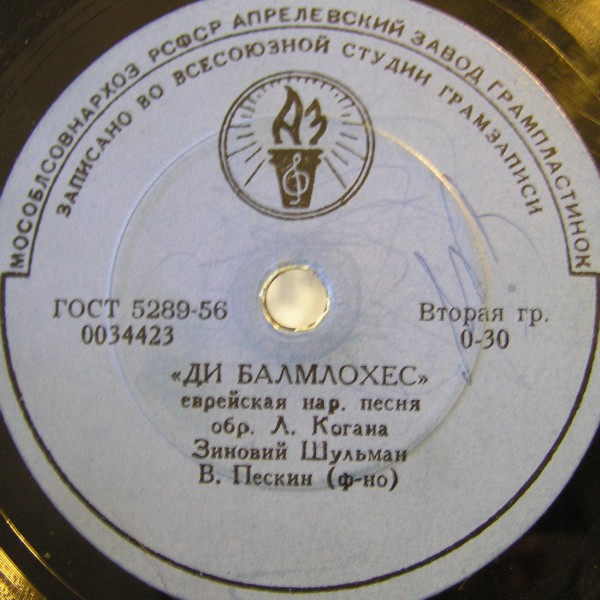 МОСОБЛСОВНАРХОЗ РСФСР АПРЕЛЕВСКИЙ ЗАВОД ГРАМПЛАСТИНОК
ЗАПИСАНО ВО ВСЕСОЮЗНОЙ СТУДИИ ГРАМЗАПИСИ
АЗ
ГОСТ 5289-56
0034423
Вторая гр.
0-30
«ДИ БАЛМЛОХЕС»
еврейская нар. песня
обр. Л. Когана
Зиновий Шульман
В. Пескин (ф-но)